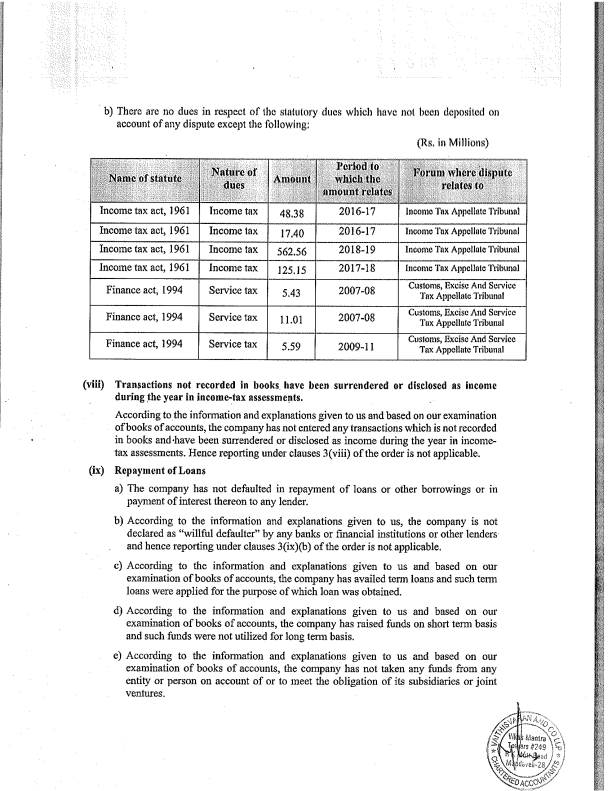 b) There are no dues in respect of the statutory dues which have not been deposited on
account of any dispute except the following:
(Rs. in Millions)
Name of statute Nature of dues Amount Period to which the amount relates Forum where dispute relates to
Income tax act, 1961 Income tax 48.38 2016-17 Income Tax Appellate Tribunal
Income tax act, 1961 Income tax 17.40 2016-17 Income Tax Appellate Tribunal
Income tax act, 1961 Income tax 562.56 2018-19 Income Tax Appellate Tribunal
Income tax act, 1961 Income tax 125.15 2017-18 Income Tax Appellate Tribunal
Finance act, 1994 Service tax 5.43 2007-08 Customs, Excise And Service Tax Appellate Tribunal
Finance act, 1994 Service tax 11.01 2007-08 Customs, Excise And Service Tax Appellate Tribunal
Finance act, 1994 Service tax 5.59 2009-11 Customs, Excise And Service Tax Appellate Tribunal
(viii) Transactions not recorded in books have been surrendered or disclosed as income
during the year in income-tax assessments.
According to the information and explanations given to us and based on our examination
of books of accounts, the company has not entered any transactions which is not recorded
in books and have been surrendered or disclosed as income during the year in income-
tax assessments. Hence reporting under clauses 3(viii) of the order is not applicable.
(ix) Repayment of Loans
a) The company has not defaulted in repayment of loans or other borrowings or in
payment of interest thereon to any lender.
b) According to the information and explanations given to us, the company is not
declared as “willful defaulter” by any banks or financial institutions or other lenders
and hence reporting under clauses 3(ix)(b) of the order is not applicable.
c) According to the information and explanations given to us and based on our
examination of books of accounts, the company has availed term loans and such term
loans were applied for the purpose of which loan was obtained.
d) According to the information and explanations given to us and based on our
examination of books of accounts, the company has raised funds on short term basis
and such funds were not utilized for long term basis.
e) According to the information and explanations given to us and based on our
examination of books of accounts, the company has not taken any funds from any
entity or person on account of or to meet the obligation of its subsidiaries or joint
ventures.
AND CO LLP
Mantra
#249
CHARTERED ACCOUNTANTS